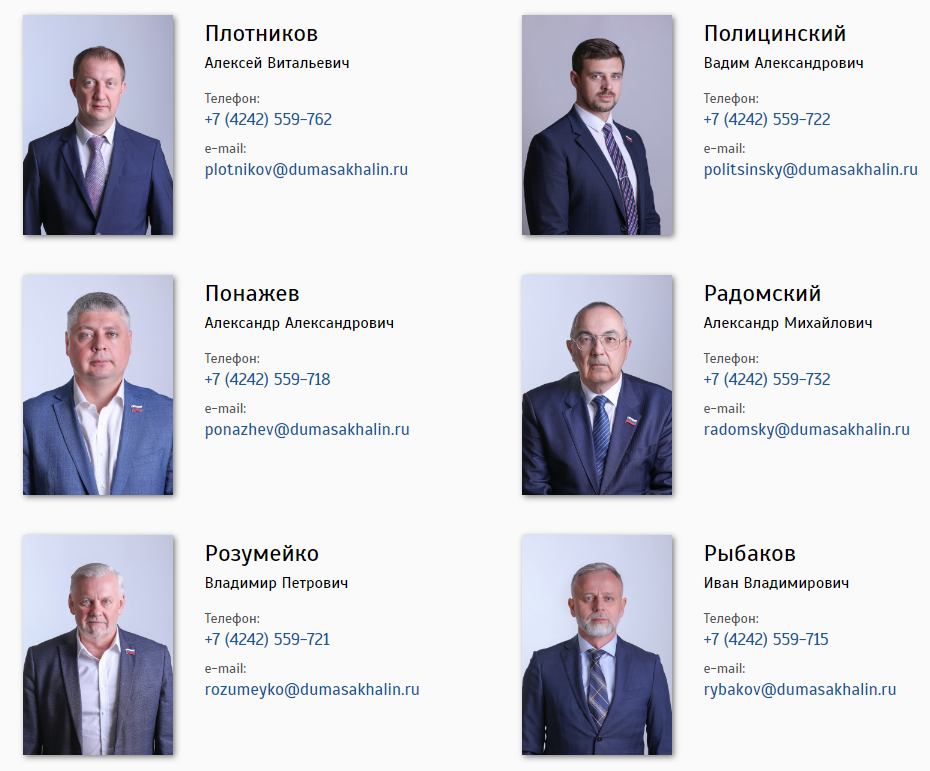 Плотников
Алексей Витальевич
Телефон:
+7 (4242) 559-762
e-mail:
plotnikov@dumasakhalin.ru
Полицинский
Вадим Александрович
Телефон:
+7 (4242) 559-722
e-mail:
politsinsky@dumasakhalin.ru
Понажев
Александр Александрович
Телефон:
+7 (4242) 559-718
e-mail:
ponazhev@dumasakhalin.ru
Радомский
Александр Михайлович
Телефон:
+7 (4242) 559-732
e-mail:
radomsky@dumasakhalin.ru
Розумейко
Владимир Петрович
Телефон:
+7 (4242) 559-721
e-mail:
rozumeyko@dumasakhalin.ru
Рыбаков
Иван Владимирович
Телефон:
+7 (4242) 559-715
e-mail:
rybakov@dumasakhalin.ru